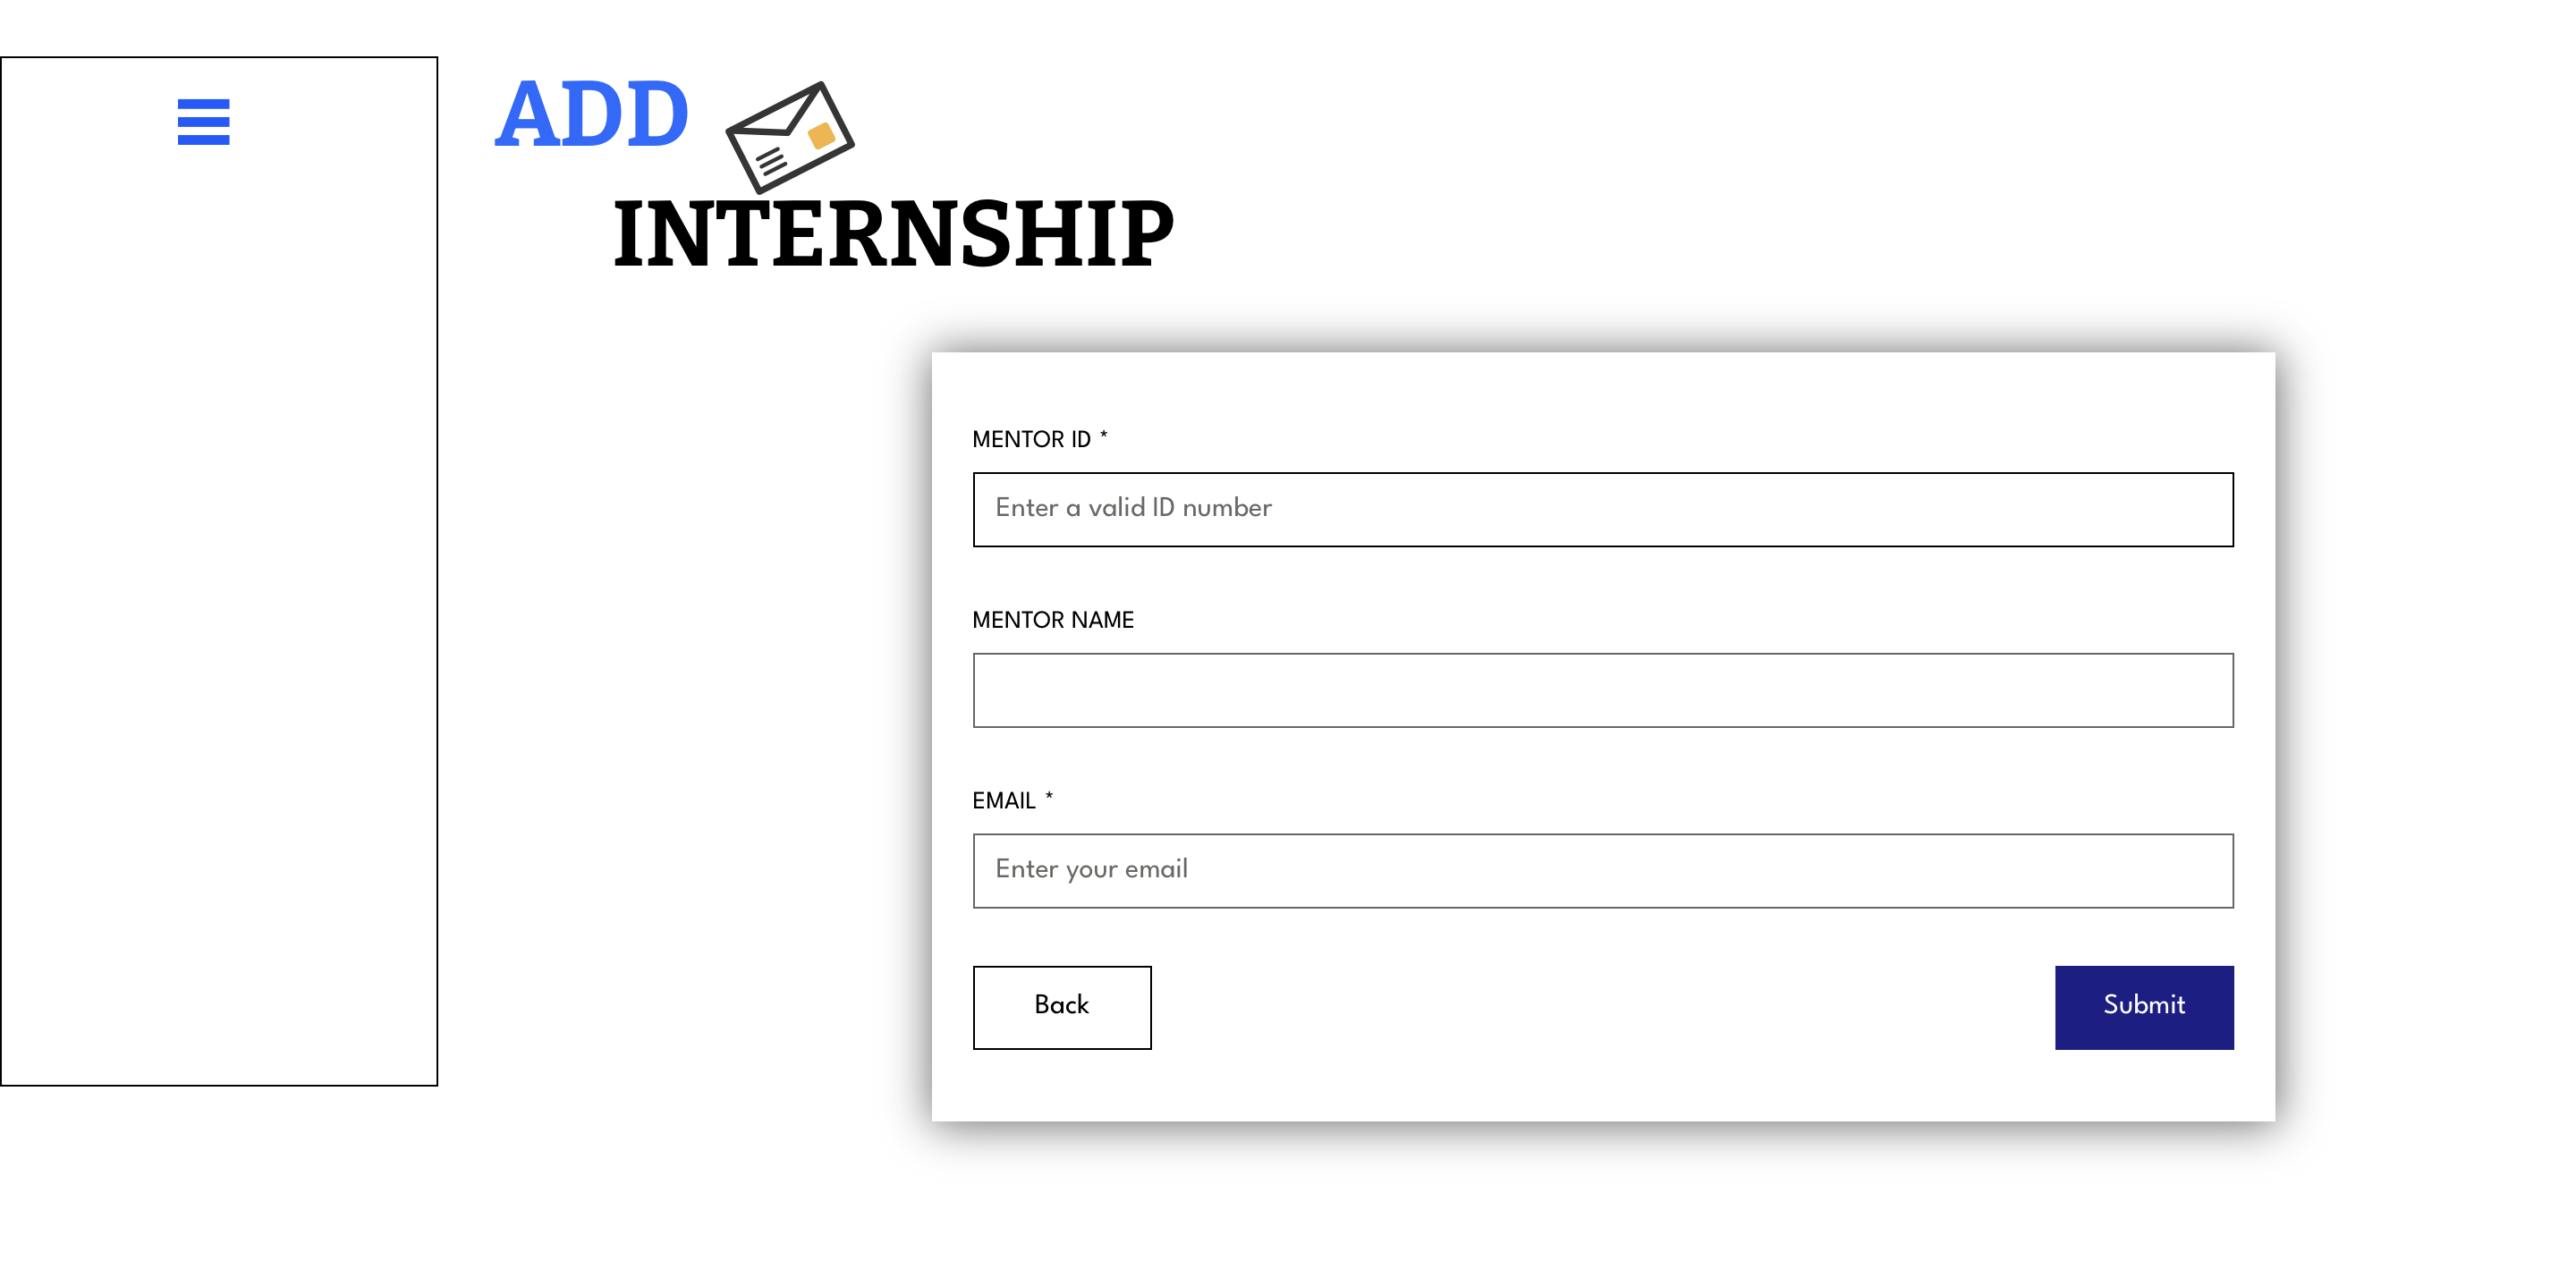 ADD
INTERNSHIP
MENTOR ID *
Enter a valid ID number
MENTOR NAME
EMAIL *
Enter your email
Back
Submit